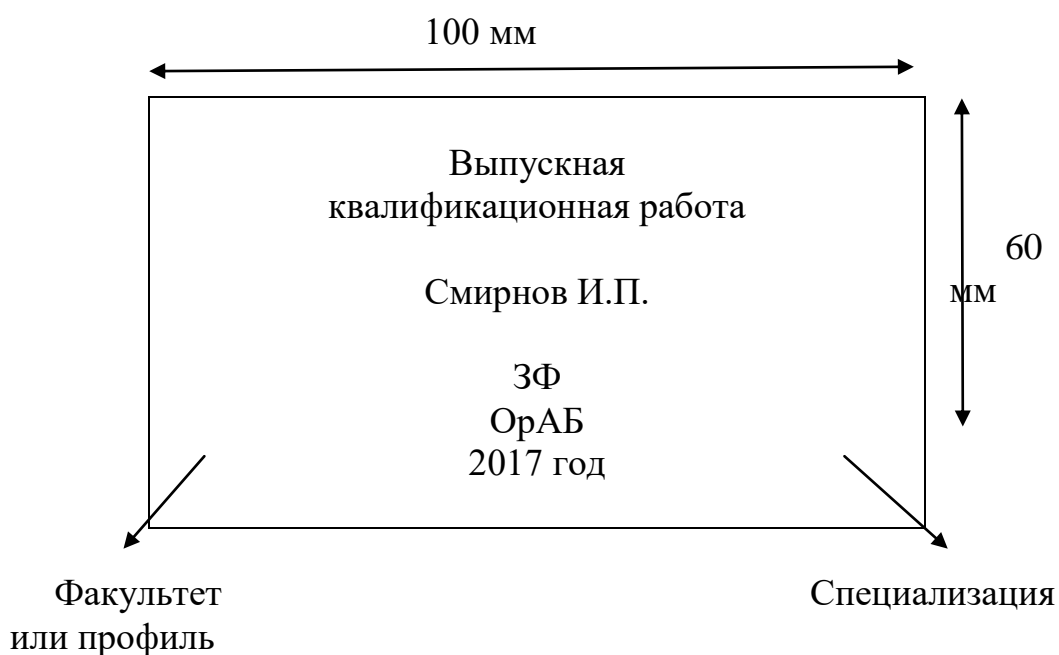 100 мм
Выпускная
квалификационная работа
60
мм
Смирнов И.П.
ЗФ
ОрАБ
2017 год
Факультет
или профиль
Специализация